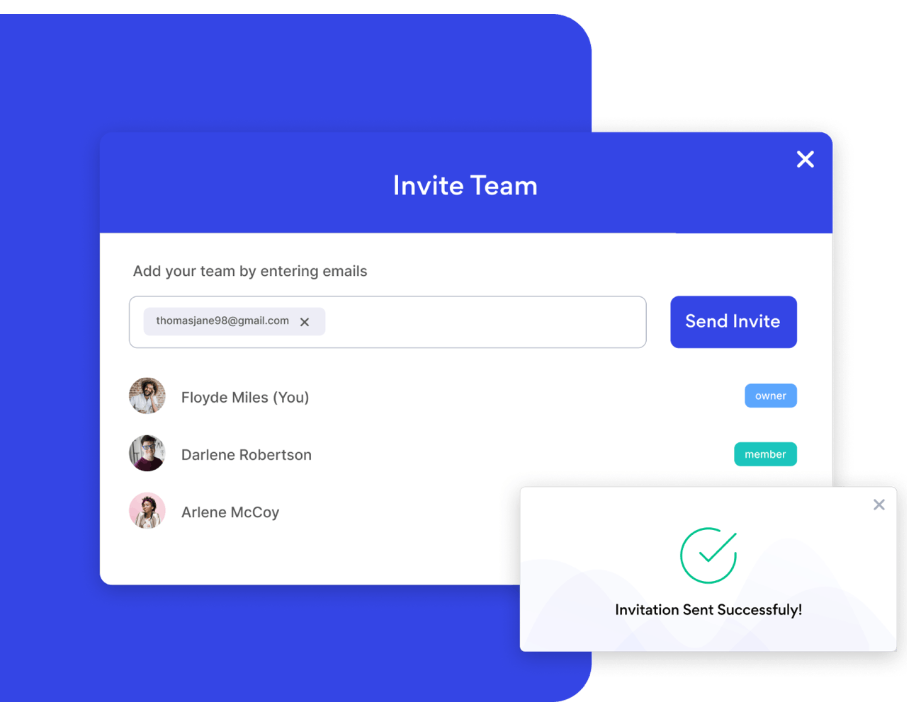 Invite Team
Add your team by entering emails
thomasjane98@gmail.com
Send Invite
Floyde Miles (You)
owner
Darlene Robertson
member
Arlene McCoy
Invitation Sent Successfuly!